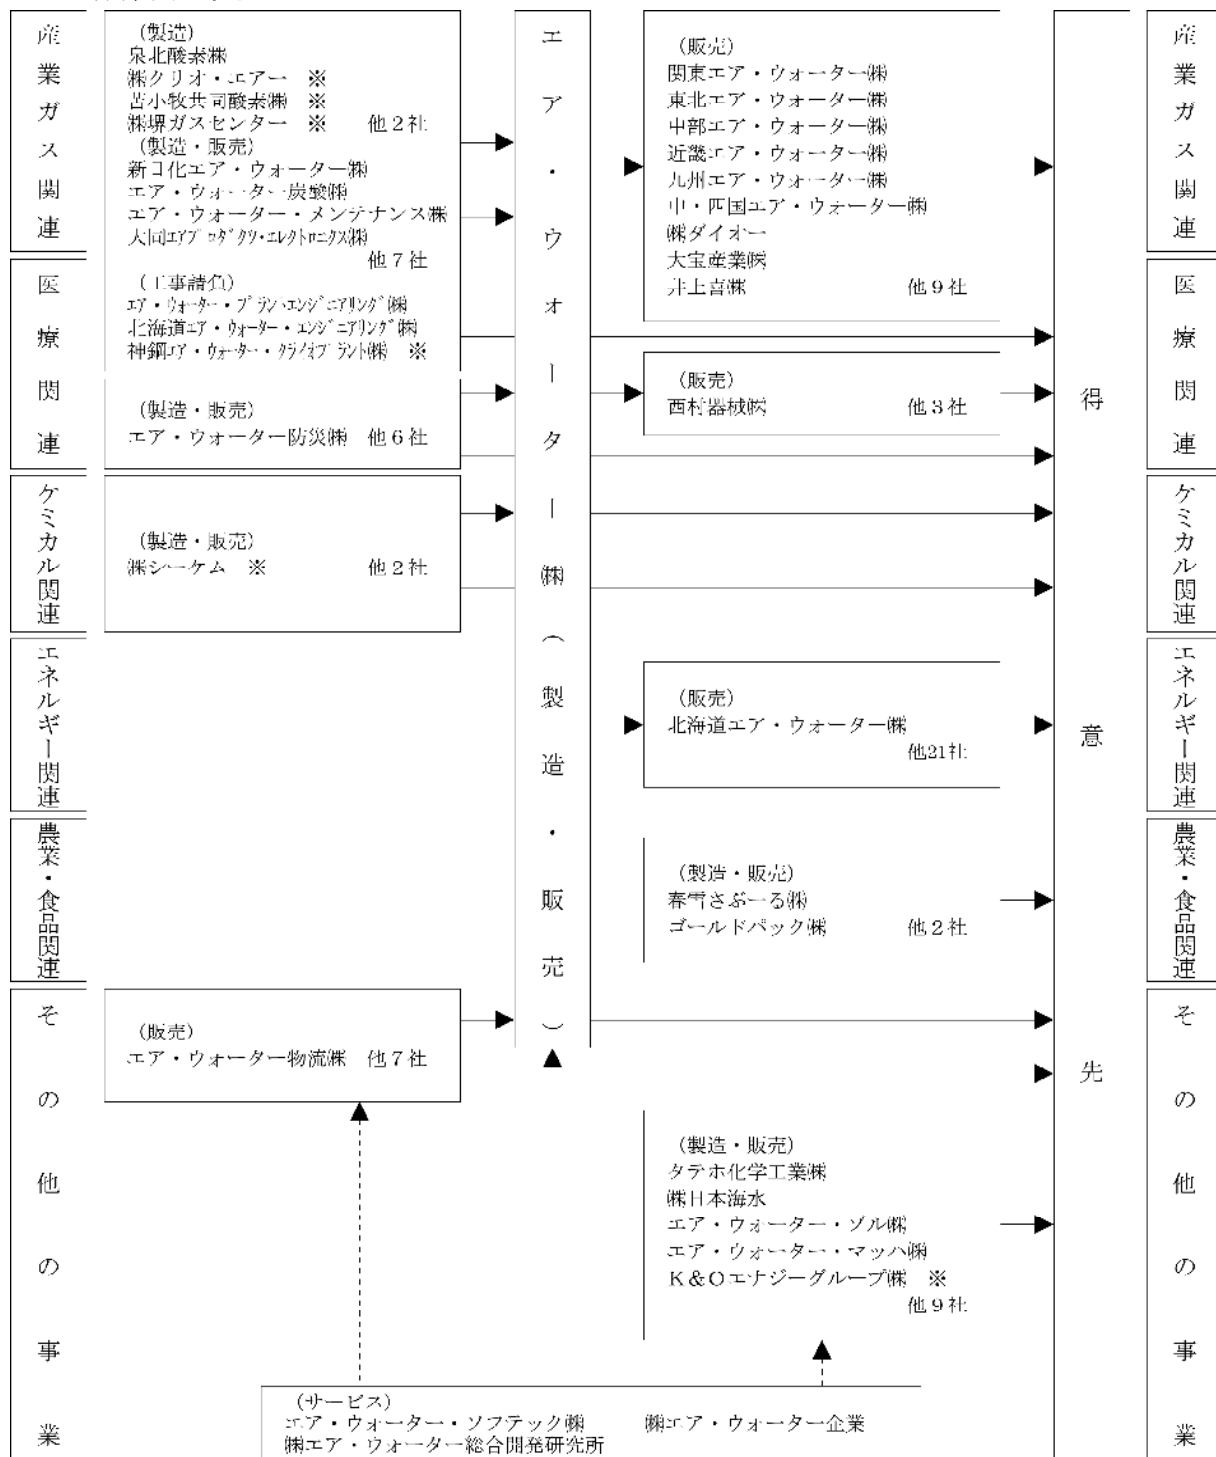 産業ガス関連
(製造)
泉北酸素㈱
㈱クリオ・エアー ※
苫小牧共同酸素㈱ ※
㈱堺ガスセンター ※ 他2社
(製造・販売)
新日化エア・ウォーター㈱
エア・ウォーター炭酸㈱
エア・ウォーター・メンテナンス㈱
大同エアプロダクツ・エレクトロニクス㈱
他7社
(工事請負)
エア・ウォーター・プラントエンジニアリング㈱
北海道エア・ウォーター・エンジニアリング㈱
神鋼エア・ウォーター・クライオプラント㈱ ※
医療関連
(製造・販売)
エア・ウォーター防災㈱ 他6社
ケミカル関連
(製造・販売)
㈱シーケム ※ 他2社
エネルギー関連
農業・食品関連
その他の事業
(販売)
エア・ウォーター物流㈱ 他7社
エア・ウォーター㈱(製造・販売)
(販売)
関東エア・ウォーター㈱
東北エア・ウォーター㈱
中部エア・ウォーター㈱
近畿エア・ウォーター㈱
九州エア・ウォーター㈱
中・四国エア・ウォーター㈱
㈱ダイオー
大宝産業㈱
井上喜㈱ 他9社
(販売)
西村器械㈱ 他3社
(販売)
北海道エア・ウォーター㈱
他21社
(製造・販売)
春雪さぶーる㈱
ゴールドパック㈱ 他2社
(製造・販売)
タテホ化学工業㈱
㈱日本海水
エア・ウォーター・ゾル㈱
エア・ウォーター・マッハ㈱
K&Oエナジーグループ㈱ ※
他9社
(サービス)
エア・ウォーター・ソフテック㈱ ㈱エア・ウォーター企業
㈱エア・ウォーター総合開発研究所
得意先
産業ガス関連
医療関連
ケミカル関連
エネルギー関連
農業・食品関連
その他の事業